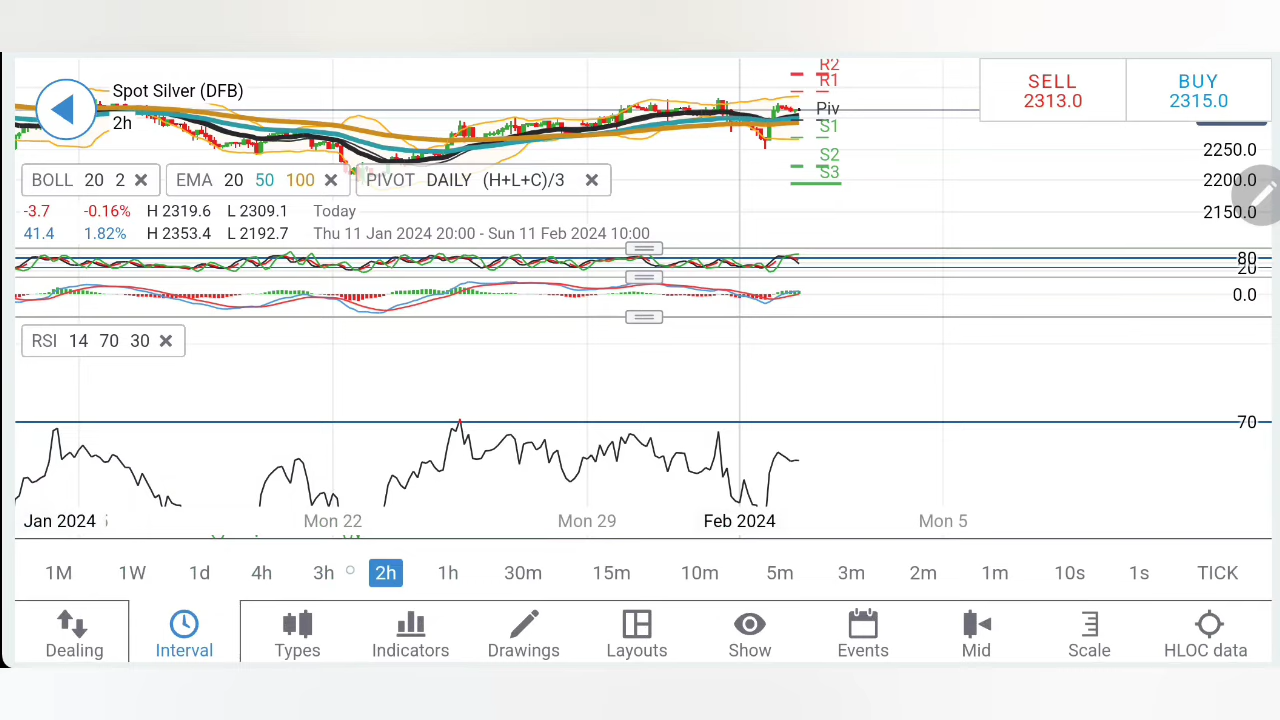 R2
R1
Spot Silver (DFB)
2h
Piv
S1
S2
S3
SELL
2313.0
BUY
2315.0
2250.0
2200.0
2150.0
BOLL 20 2
EMA 20 50 100
PIVOT DAILY (H+L+C)/3
-3.7 -0.16% H 2319.6 L 2309.1 Today
41.4 1.82% H 2353.4 L 2192.7 Thu 11 Jan 2024 20:00 - Sun 11 Feb 2024 10:00
80
20
0.0
RSI 14 70 30
70
Jan 2024 Mon 22 Mon 29 Feb 2024 Mon 5
1M 1W 1d 4h 3h 2h 1h 30m 15m 10m 5m 3m 2m 1m 10s 1s TICK
Dealing Interval Types Indicators Drawings Layouts Show Events Mid Scale HLOC data